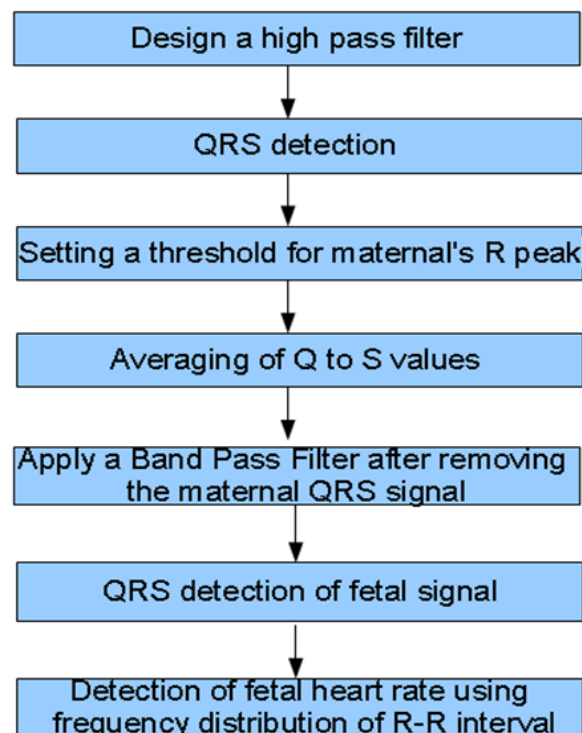 Design a high pass filter
QRS detection
Setting a threshold for maternal's R peak
Averaging of Q to S values
Apply a Band Pass Filter after removing
the maternal QRS signal
QRS detection of fetal signal
Detection of fetal heart rate using
frequency distribution of R-R interval